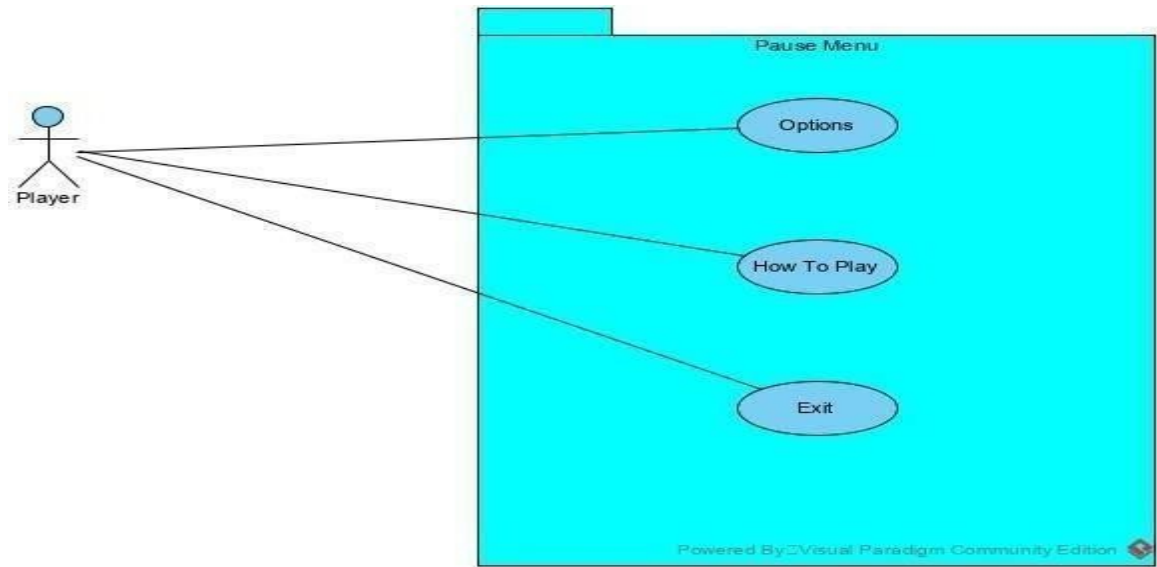 Pause Menu
Options
Player
How To Play
Exit
Powered By Visual Paradigm Community Edition